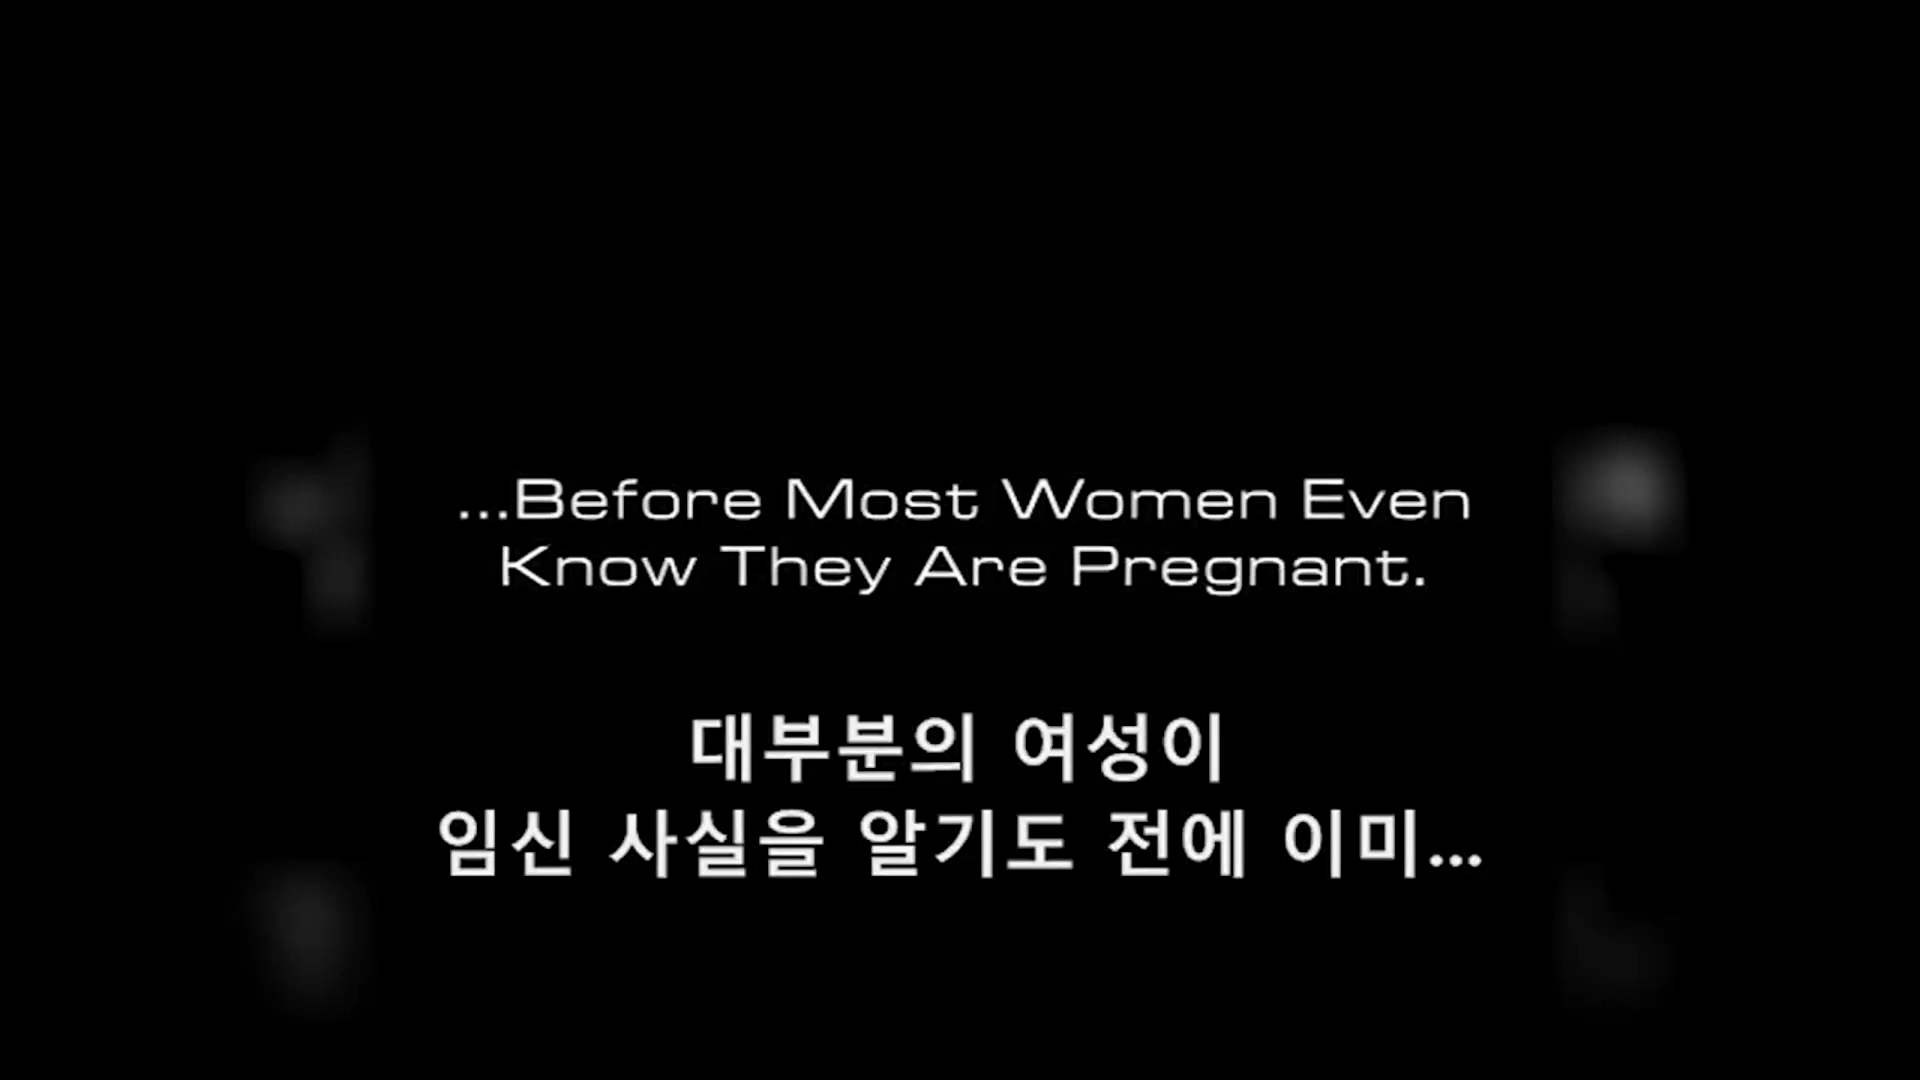 ...Before Most Women Even
Know They Are Pregnant.
대부분의 여성이
임신 사실을 알기도 전에 이미...